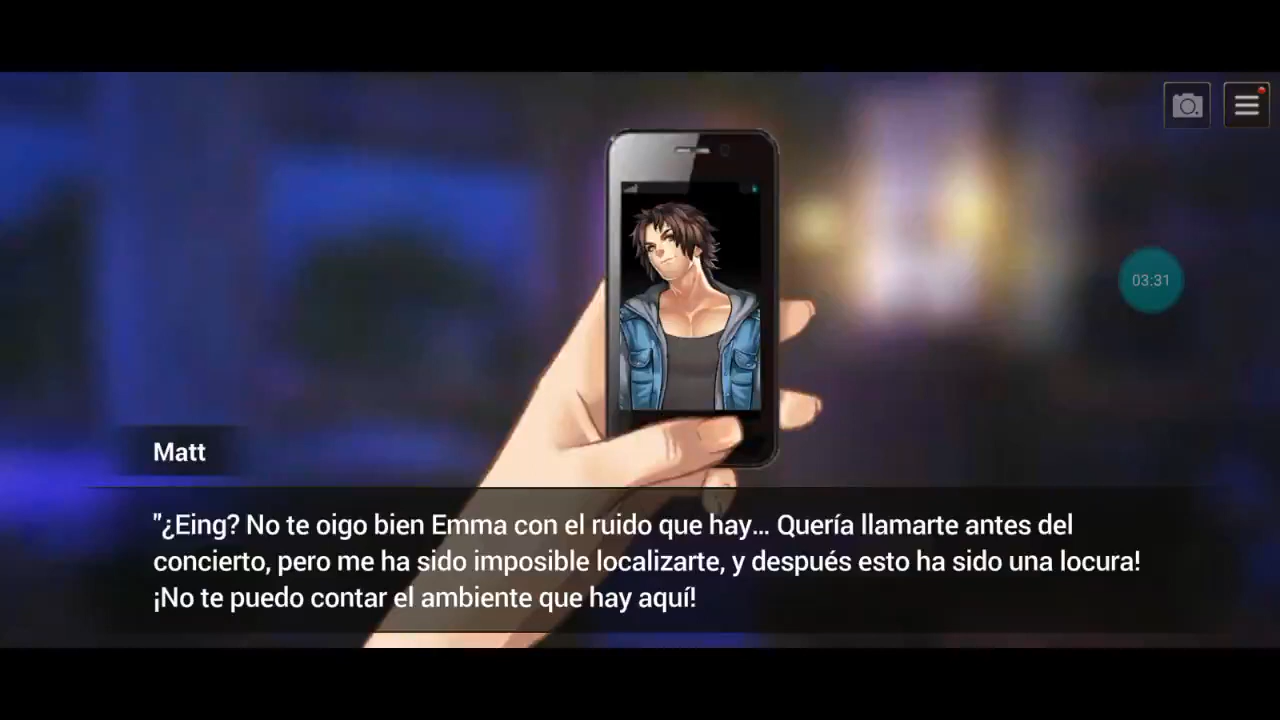 03:31
Matt
"¿Eing? No te oigo bien Emma con el ruido que hay... Quería llamarte antes del
concierto, pero me ha sido imposible localizarte, y después esto ha sido una locura!
¡No te puedo contar el ambiente que hay aquí!